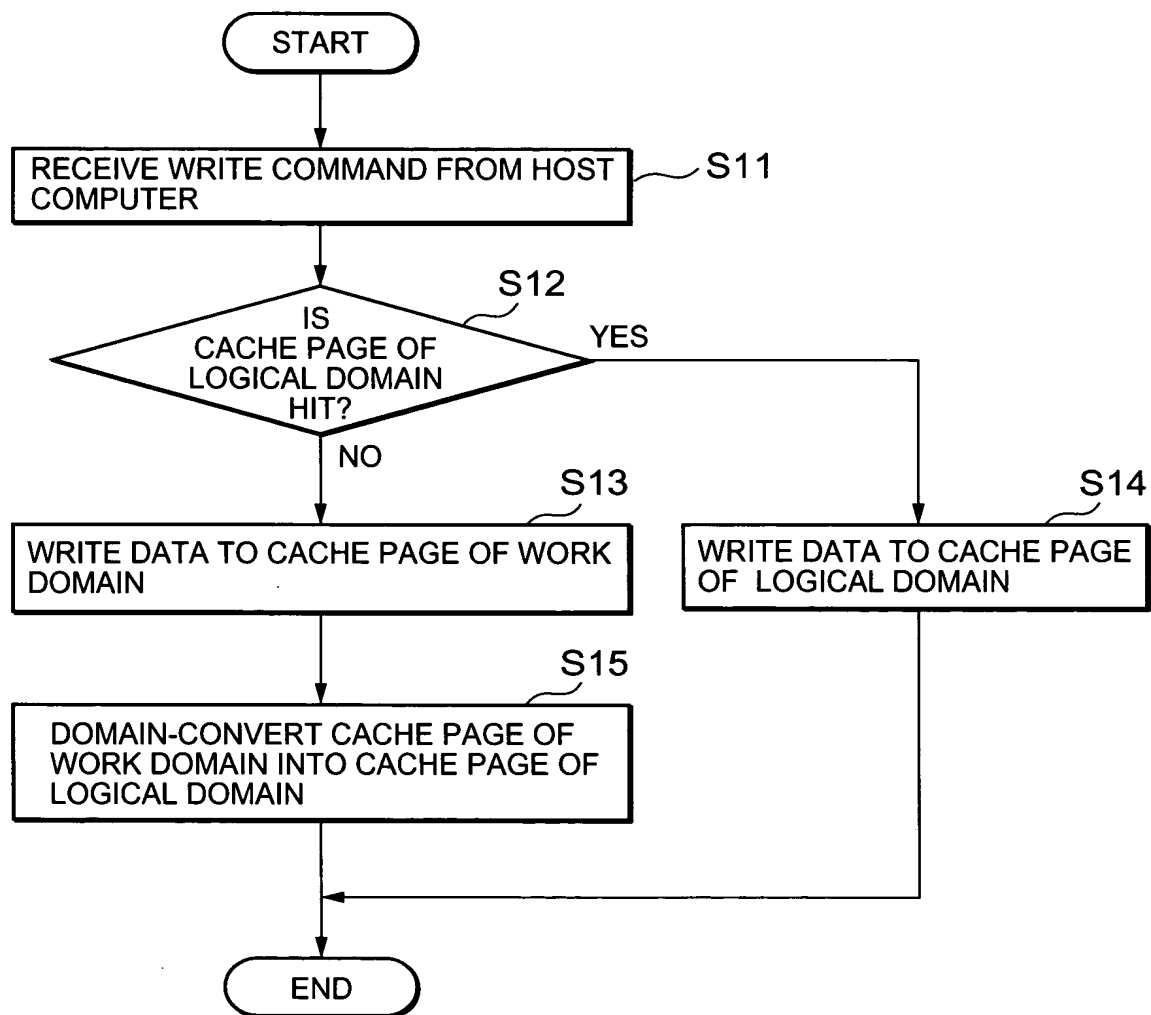 START
RECEIVE WRITE COMMAND FROM HOST
COMPUTER
S11
S12
IS
CACHE PAGE OF
LOGICAL DOMAIN
HIT?
YES
NO
S13
WRITE DATA TO CACHE PAGE OF WORK
DOMAIN
S14
WRITE DATA TO CACHE PAGE
OF LOGICAL DOMAIN
S15
DOMAIN-CONVERT CACHE PAGE OF
WORK DOMAIN INTO CACHE PAGE OF
LOGICAL DOMAIN
END